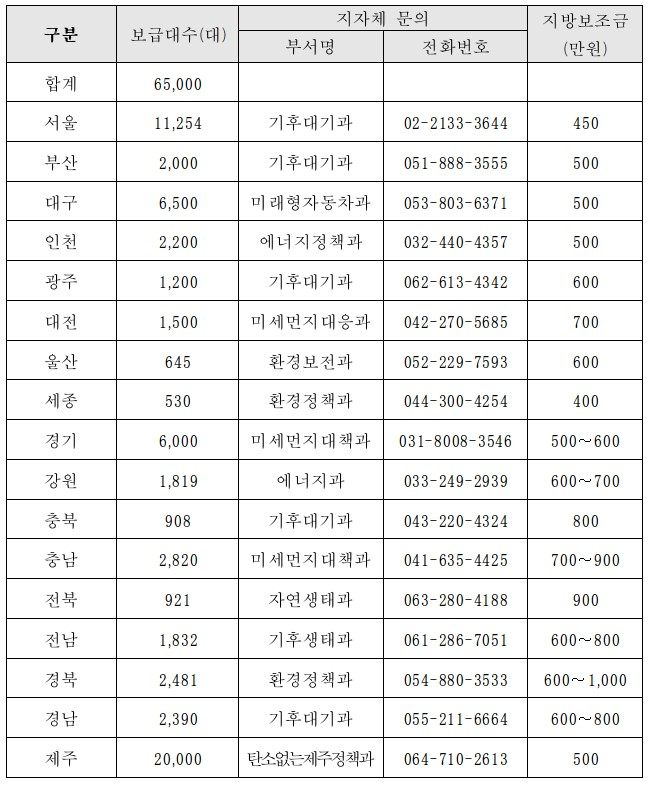 구분 보급대수(대) 지자체 문의 지방보조금
부서명 전화번호 (만원)
합계 65,000
서울 11,254 기후대기과 02-2133-3644 450
부산 2,000 기후대기과 051-888-3555 500
대구 6,500 미래형자동차과 053-803-6371 500
인천 2,200 에너지정책과 032-440-4357 500
광주 1,200 기후대기과 062-613-4342 600
대전 1,500 미세먼지대응과 042-270-5685 700
울산 645 환경보전과 052-229-7593 600
세종 530 환경정책과 044-300-4254 400
경기 6,000 미세먼지대책과 031-8008-3546 500～600
강원 1,819 에너지과 033-249-2939 600～700
충북 908 기후대기과 043-220-4324 800
충남 2,820 미세먼지대책과 041-635-4425 700～900
전북 921 자연생태과 063-280-4188 900
전남 1,832 기후생태과 061-286-7051 600～800
경북 2,481 환경정책과 054-880-3533 600～1,000
경남 2,390 기후대기과 055-211-6664 600～800
제주 20,000 탄소없는제주정책과 064-710-2613 500